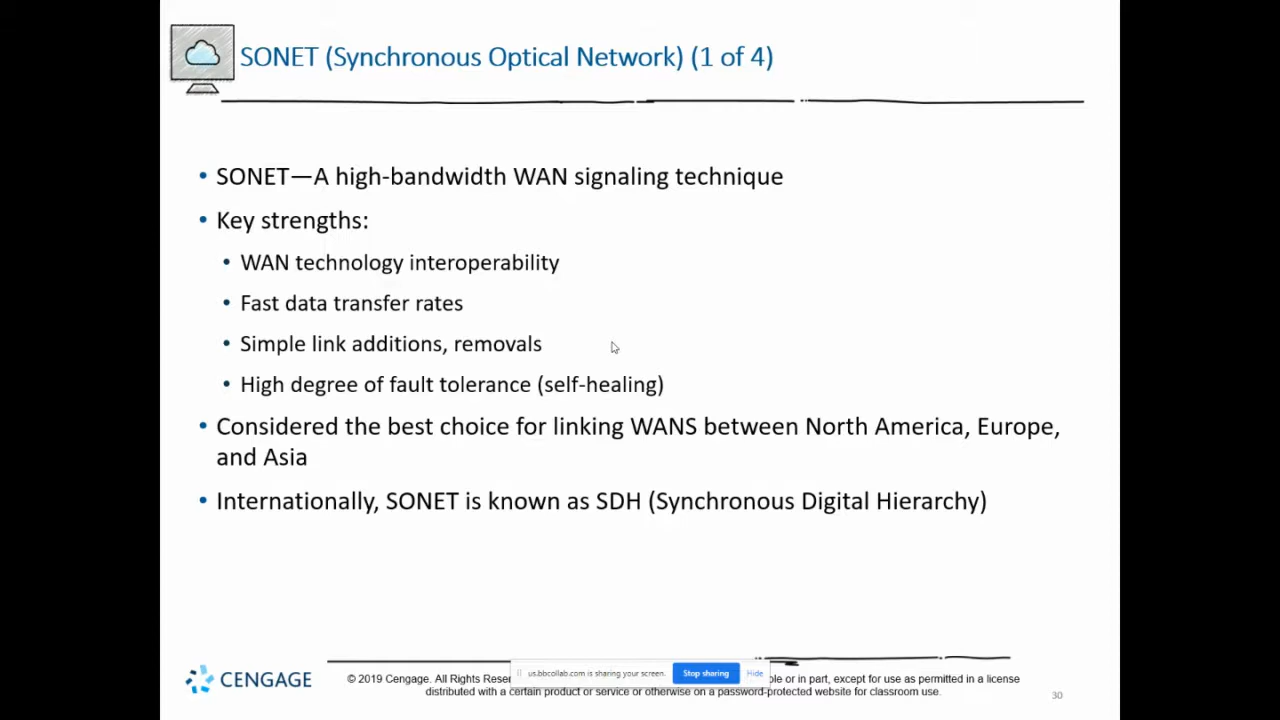 SONET (Synchronous Optical Network) (1 of 4)
• SONET—A high-bandwidth WAN signaling technique
• Key strengths:
• WAN technology interoperability
• Fast data transfer rates
• Simple link additions, removals
• High degree of fault tolerance (self-healing)
• Considered the best choice for linking WANS between North America, Europe,
and Asia
• Internationally, SONET is known as SDH (Synchronous Digital Hierarchy)
CENGAGE
© 2019 Cengage. All Rights
us.bbcollab.com is sharing your screen.
Stop sharing
Hide
or in part, except for use as permitted in a license
distributed with a certain product or service or otherwise on a password-protected website for classroom use.
30